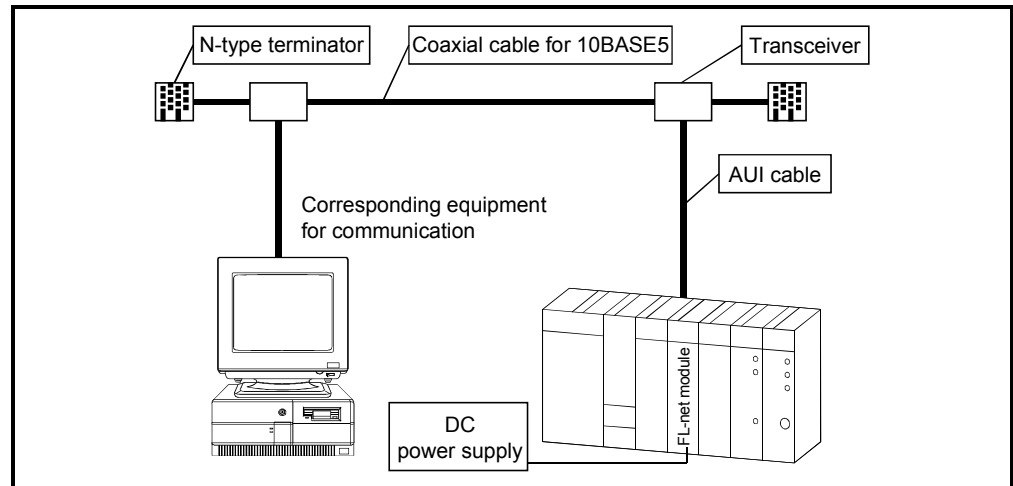 N-type terminator
Coaxial cable for 10BASE5
Transceiver
AUI cable
Corresponding equipment
for communication
FL-net module
DC
power supply